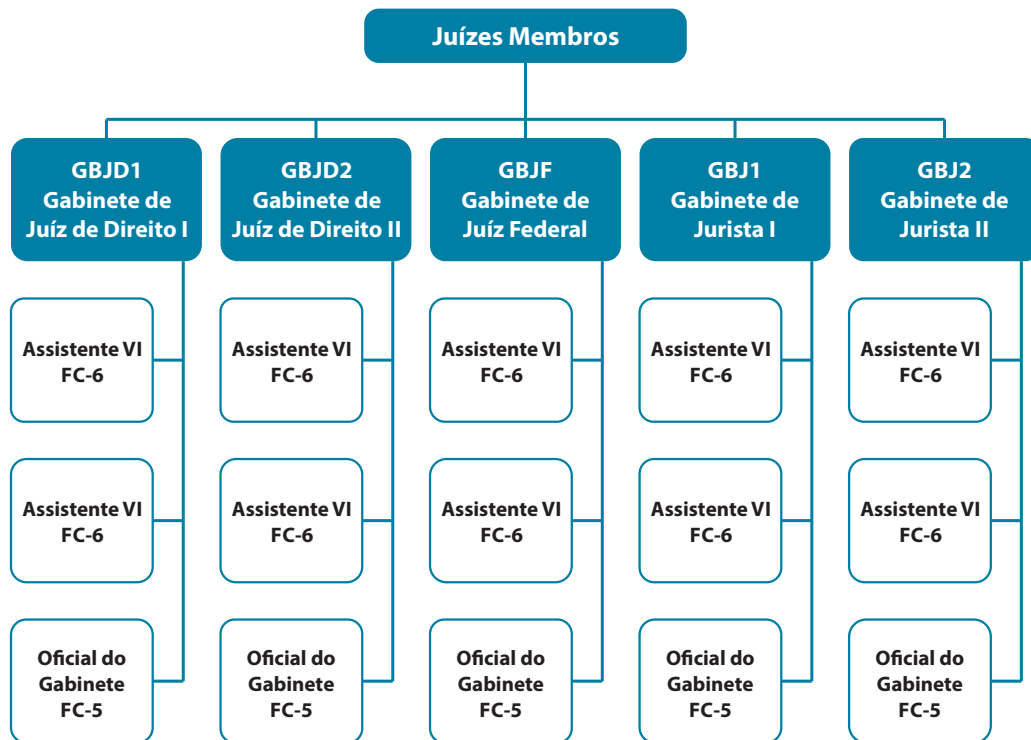 Juízes Membros
GBJD1
Gabinete de
Juíz de Direito I
GBJD2
Gabinete de
Juíz de Direito II
GBJF
Gabinete de
Juíz Federal
GBJ1
Gabinete de
Jurista I
GBJ2
Gabinete de
Jurista II
Assistente VI
FC-6
Assistente VI
FC-6
Assistente VI
FC-6
Assistente VI
FC-6
Assistente VI
FC-6
Assistente VI
FC-6
Assistente VI
FC-6
Assistente VI
FC-6
Assistente VI
FC-6
Assistente VI
FC-6
Oficial do
Gabinete
FC-5
Oficial do
Gabinete
FC-5
Oficial do
Gabinete
FC-5
Oficial do
Gabinete
FC-5
Oficial do
Gabinete
FC-5